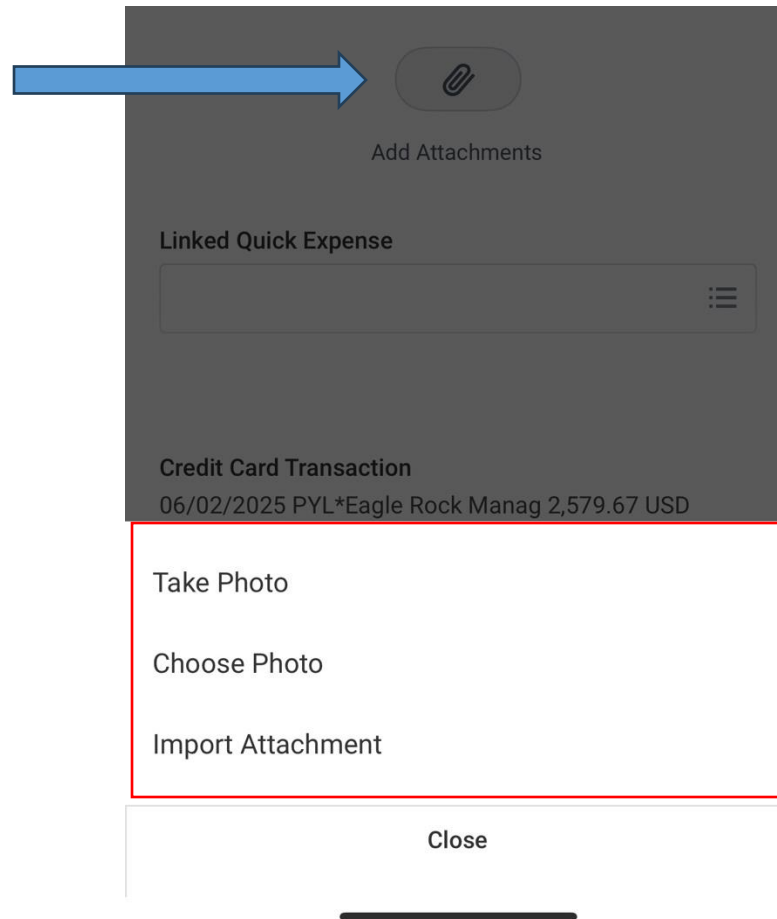 Add Attachments
Linked Quick Expense
Credit Card Transaction
06/02/2025 PYL*Eagle Rock Manag 2,579.67 USD
Take Photo
Choose Photo
Import Attachment
Close